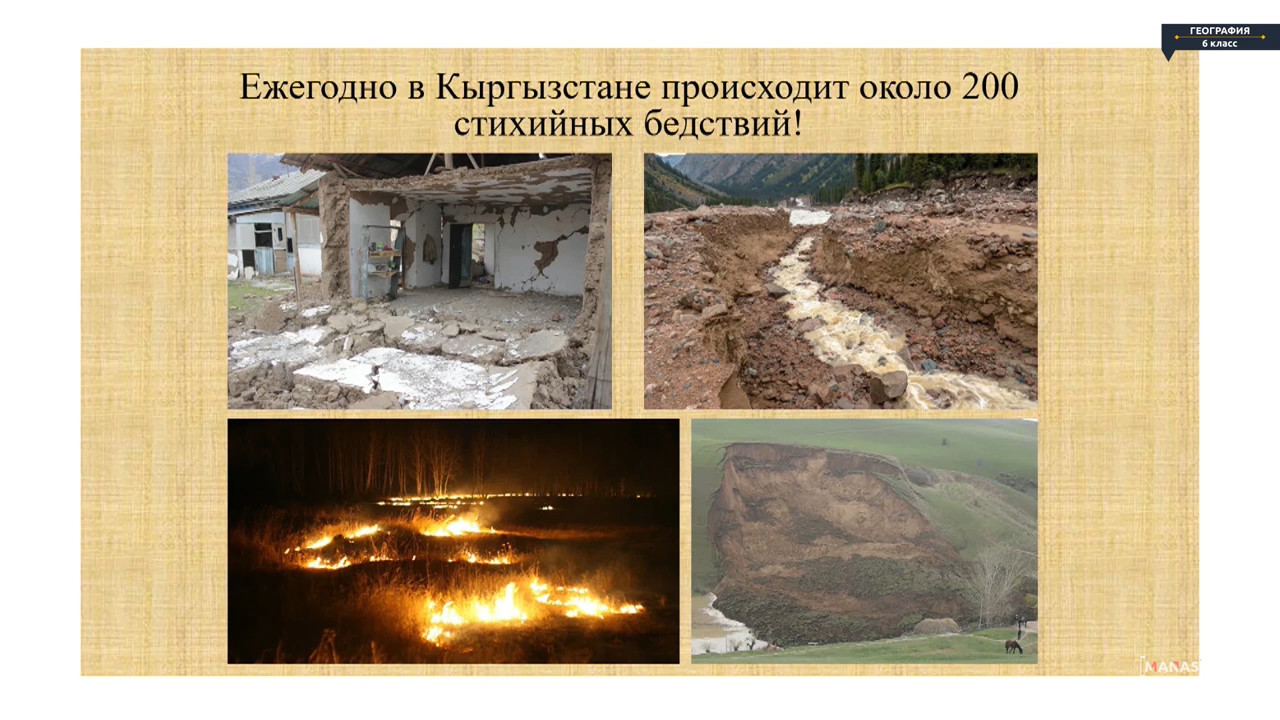 ГЕОГРАФИЯ
6 класс
Ежегодно в Кыргызстане происходит около 200
стихийных бедствий!
MANAS